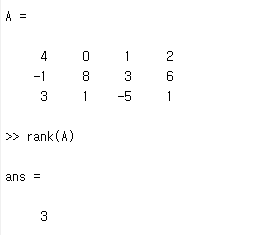 A =
4 0 1 2
-1 8 3 6
3 1 -5 1
>> rank(A)
ans =
3